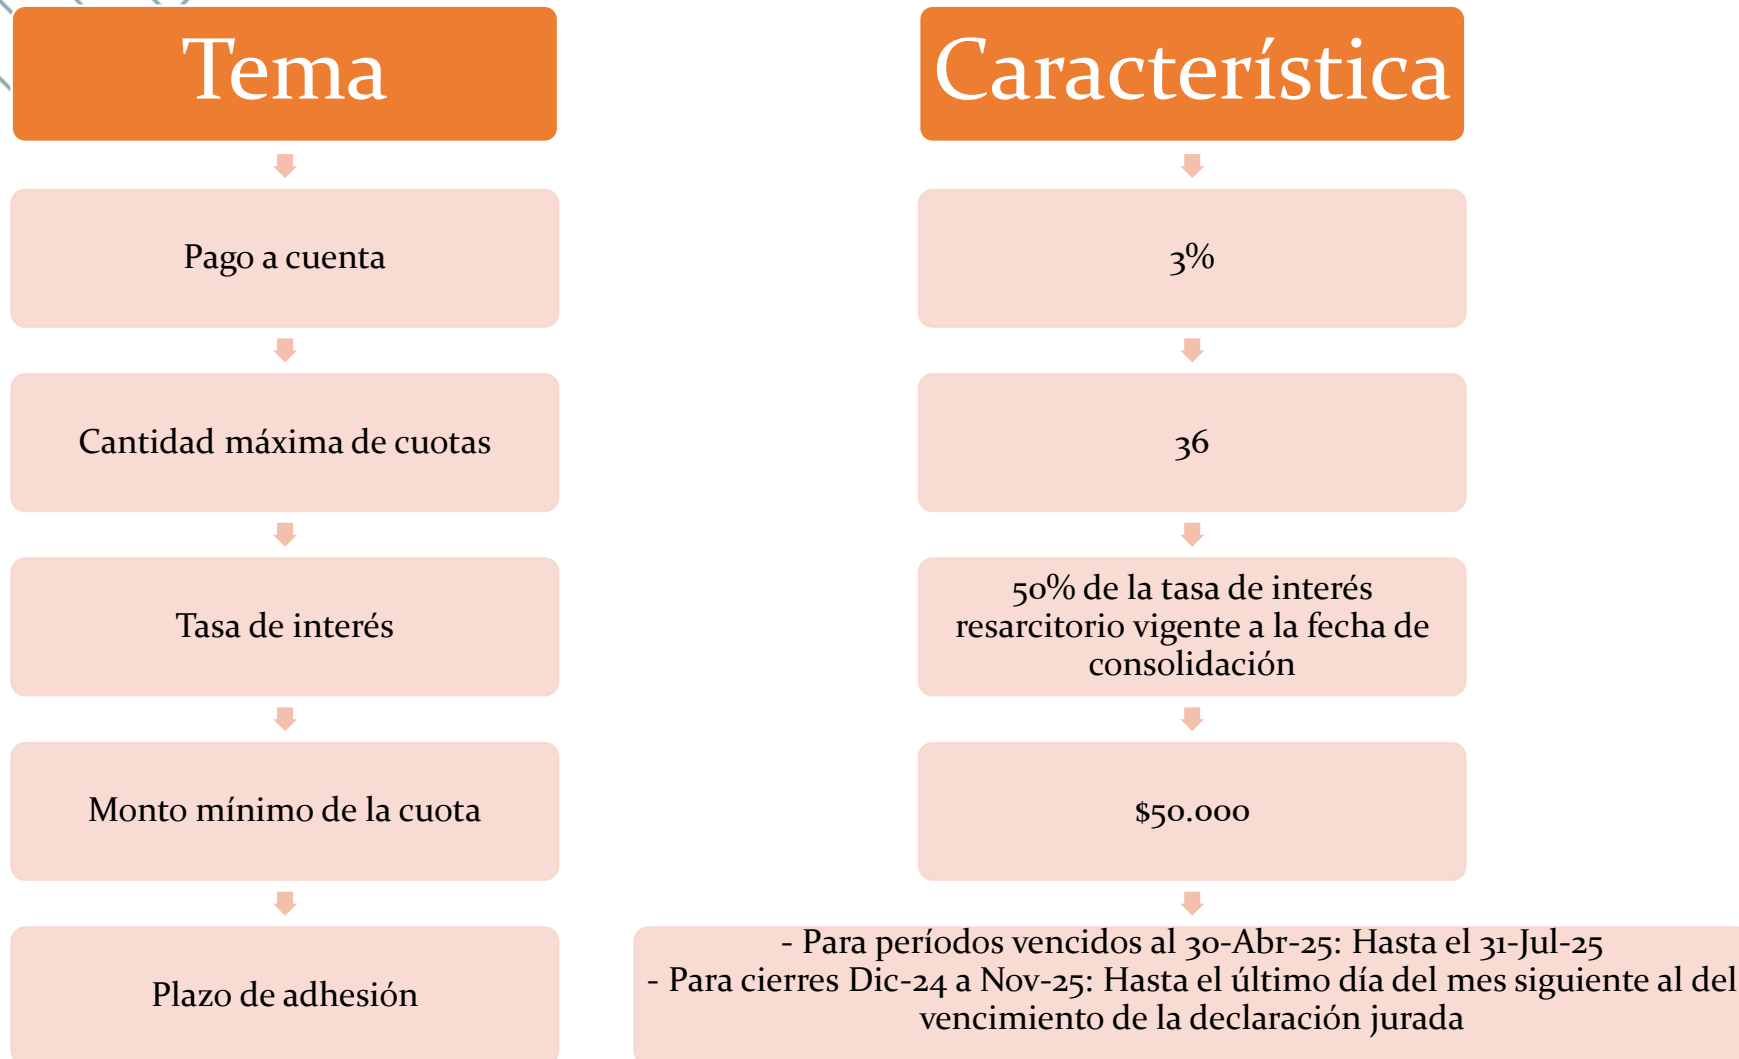 Tema
Característica
Pago a cuenta
3%
Cantidad máxima de cuotas
36
Tasa de interés
50% de la tasa de interés
resarcitorio vigente a la fecha de
consolidación
Monto mínimo de la cuota
$50.000
Plazo de adhesión
- Para períodos vencidos al 30-Abr-25: Hasta el 31-Jul-25
- Para cierres Dic-24 a Nov-25: Hasta el último día del mes siguiente al del
vencimiento de la declaración jurada